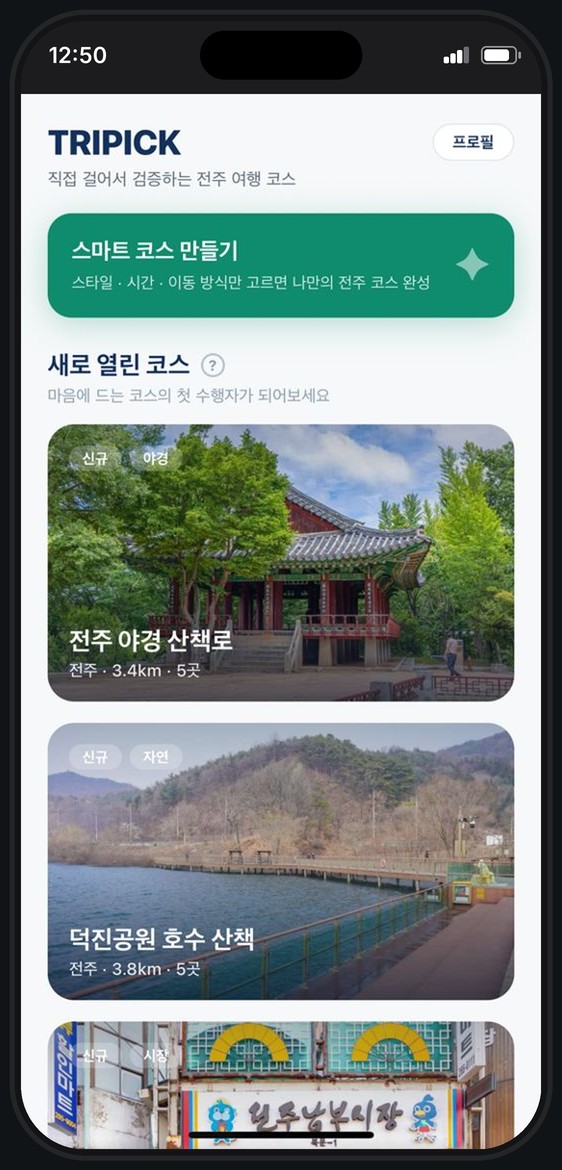 12:50
TRIPICK
프로필
직접 걸어서 검증하는 전주 여행 코스
스마트 코스 만들기
스타일 · 시간 · 이동 방식만 고르면 나만의 전주 코스 완성
새로 열린 코스 ?
마음에 드는 코스의 첫 수행자가 되어보세요
신규 야경
전주 야경 산책로
전주 · 3.4km · 5곳
신규 자연
덕진공원 호수 산책
전주 · 3.8km · 5곳
신규 시장
할인마트
전주남부시장